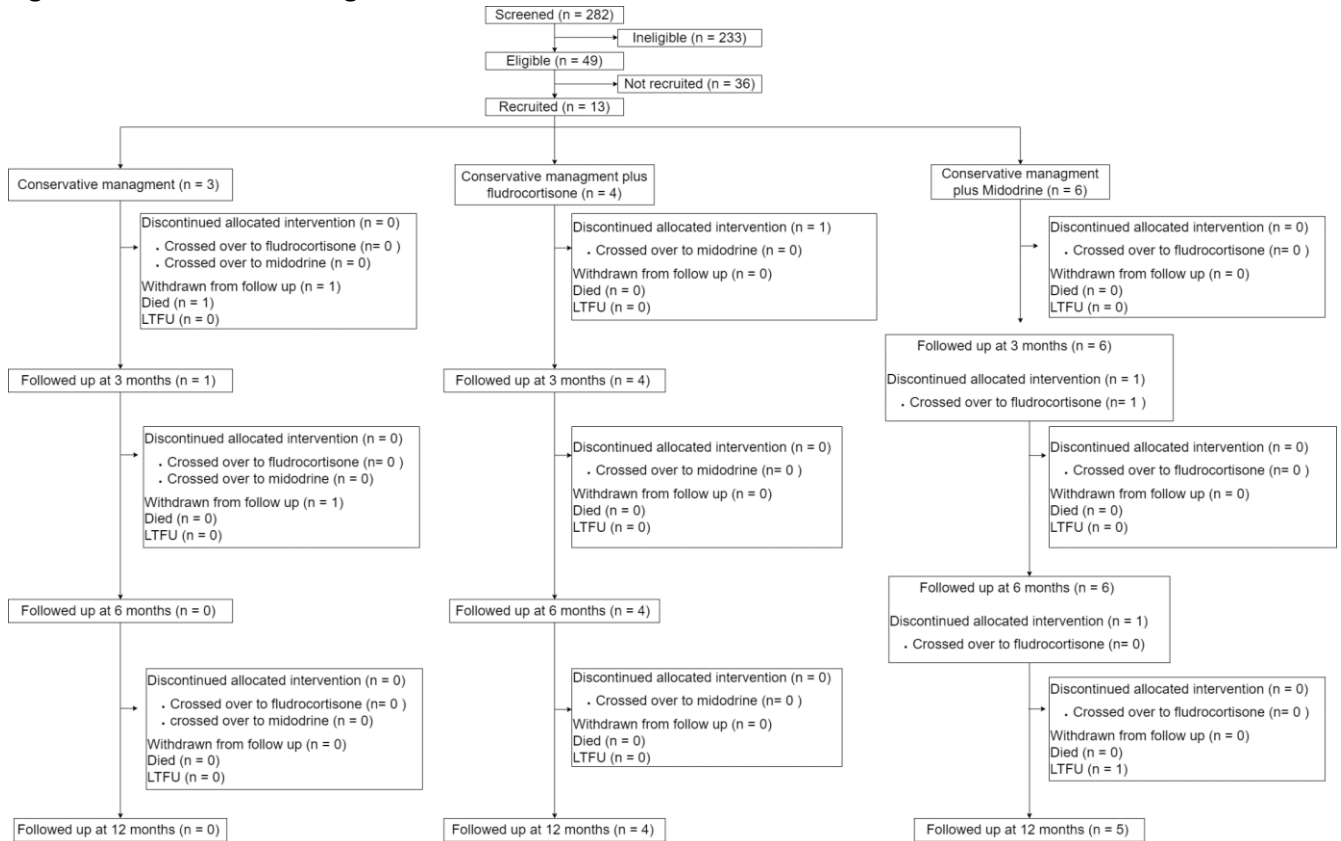 Screened (n = 282)
Ineligible (n = 233)
Eligible (n = 49)
Not recruited (n = 36)
Recruited (n = 13)
Conservative managment (n = 3)
Discontinued allocated intervention (n = 0)
. Crossed over to fludrocortisone (n= 0 )
. Crossed over to midodrine (n = 0)
Withdrawn from follow up (n = 1)
Died (n = 1)
LTFU (n = 0)
Followed up at 3 months (n = 1)
Discontinued allocated intervention (n = 0)
. Crossed over to fludrocortisone (n= 0 )
. Crossed over to midodrine (n = 0)
Withdrawn from follow up (n = 1)
Died (n = 0)
LTFU (n = 0)
Followed up at 6 months (n = 0)
Discontinued allocated intervention (n = 0)
. Crossed over to fludrocortisone (n= 0 )
. crossed over to midodrine (n = 0)
Withdrawn from follow up (n = 0)
Died (n = 0)
LTFU (n = 0)
Followed up at 12 months (n = 0)
Conservative managment plus
fludrocortisone (n = 4)
Discontinued allocated intervention (n = 1)
. Crossed over to midodrine (n = 0)
Withdrawn from follow up (n = 0)
Died (n = 0)
LTFU (n = 0)
Followed up at 3 months (n = 4)
Discontinued allocated intervention (n = 0)
. Crossed over to midodrine (n= 0 )
Withdrawn from follow up (n = 0)
Died (n = 0)
LTFU (n = 0)
Followed up at 6 months (n = 4)
Discontinued allocated intervention (n = 0)
. Crossed over to midodrine (n= 0 )
Withdrawn from follow up (n = 0)
Died (n = 0)
LTFU (n = 0)
Followed up at 12 months (n = 4)
Conservative managment
plus Midodrine (n = 6)
Discontinued allocated intervention (n = 0)
. Crossed over to fludrocortisone (n= 0 )
Withdrawn from follow up (n = 0)
Died (n = 0)
LTFU (n = 0)
Followed up at 3 months (n = 6)
Discontinued allocated intervention (n = 1)
. Crossed over to fludrocortisone (n= 1 )
Discontinued allocated intervention (n = 0)
. Crossed over to fludrocortisone (n= 0 )
Withdrawn from follow up (n = 0)
Died (n = 0)
LTFU (n = 0)
Followed up at 6 months (n = 6)
Discontinued allocated intervention (n = 1)
. Crossed over to fludrocortisone (n= 0)
Discontinued allocated intervention (n = 0)
. Crossed over to fludrocortisone (n= 0 )
Withdrawn from follow up (n = 0)
Died (n = 0)
LTFU (n = 1)
Followed up at 12 months (n = 5)